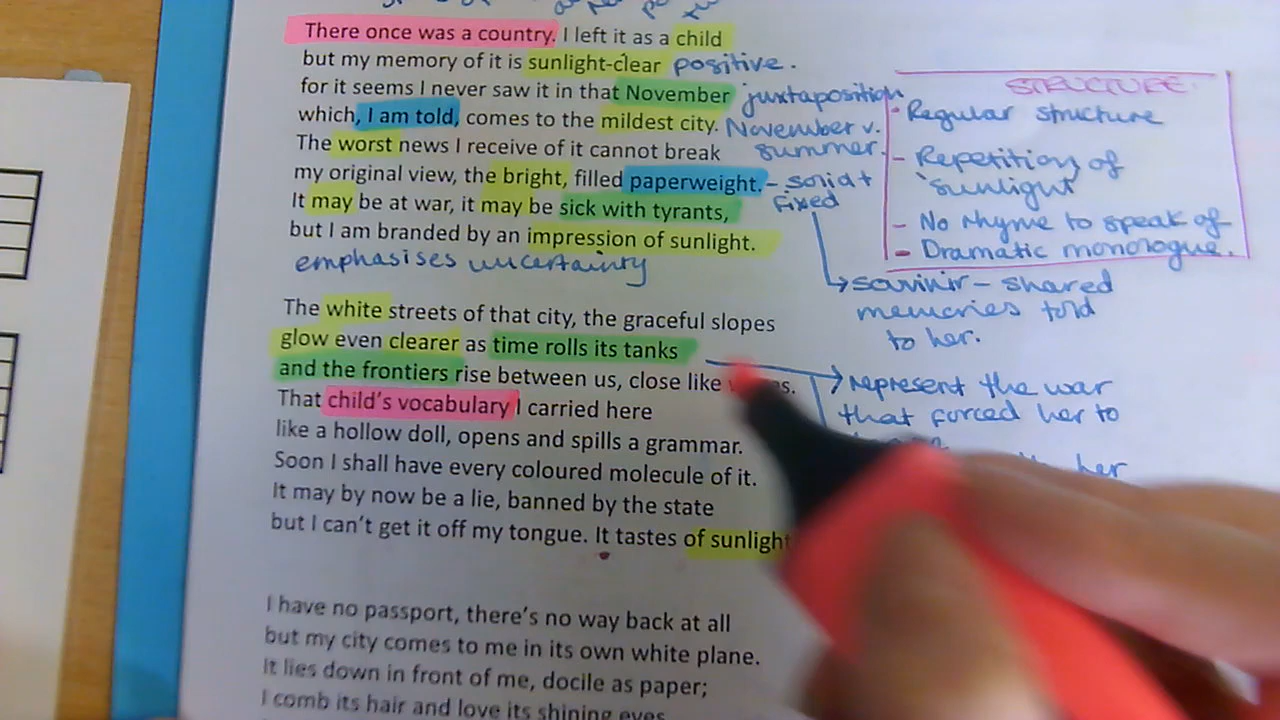 There once was a country. I left it as a child
but my memory of it is sunlight-clear positive.
for it seems I never saw it in that November juxtaposition
which, I am told, comes to the mildest city. November v.
The worst news I receive of it cannot break summer.
my original view, the bright, filled paperweight. - solid +
fixed
It may be at war, it may be sick with tyrants,
but I am branded by an impression of sunlight.
emphasises uncertainty
STRUCTURE.
- Regular structure
- Repetition of
'sunlight'
- No rhyme to speak of
- Dramatic monologue.
savinir - shared
memories told
to her.
The white streets of that city, the graceful slopes
glow even clearer as time rolls its tanks
and the frontiers rise between us, close like
That child's vocabulary I carried here
like a hollow doll, opens and spills a grammar.
Soon I shall have every coloured molecule of it.
It may by now be a lie, banned by the state
but I can't get it off my tongue. It tastes of sunlight
represent the war
that forced her to
her
I have no passport, there's no way back at all
but my city comes to me in its own white plane.
It lies down in front of me, docile as paper;
I comb its hair and love its shining eyes.